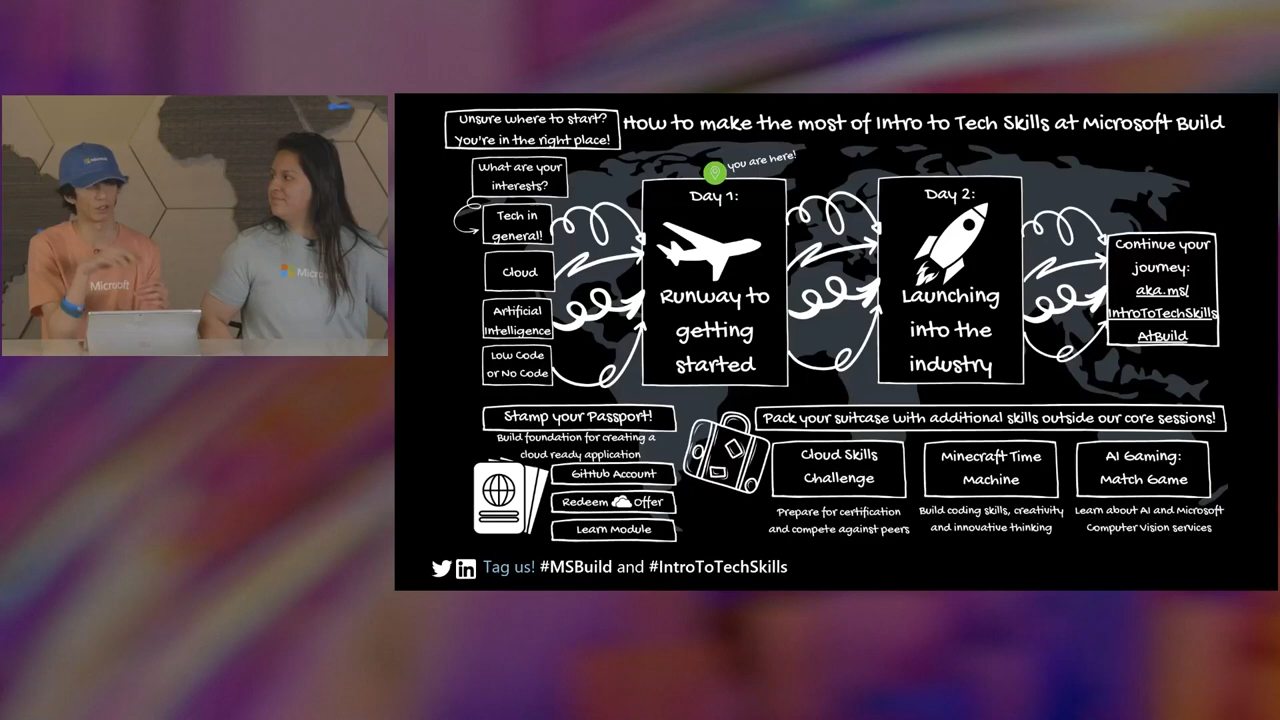 Unsure where to start?
You're in the right place!
How to make the most of Intro to Tech Skills at Microsoft Build
What are your
interests?
you are here!
Tech in
general!
Cloud
Artificial
Intelligence
Low Code
or No Code
Day 1:
Runway to
getting
started
Day 2:
Launching
into the
industry
Continue your
journey:
aka.ms/
IntroToTechSkills
AtBuild
Stamp your Passport!
Build foundation for creating a
cloud ready application
GitHub Account
Redeem Offer
Learn Module
Pack your suitcase with additional skills outside our core sessions!
Cloud Skills
Challenge
Prepare for certification
and compete against peers
Minecraft Time
Machine
Build coding skills, creativity
and innovative thinking
AI Gaming:
Match Game
Learn about AI and Microsoft
Computer Vision services
Tag us! #MSBuild and #IntroToTechSkills
Microsoft
Micro